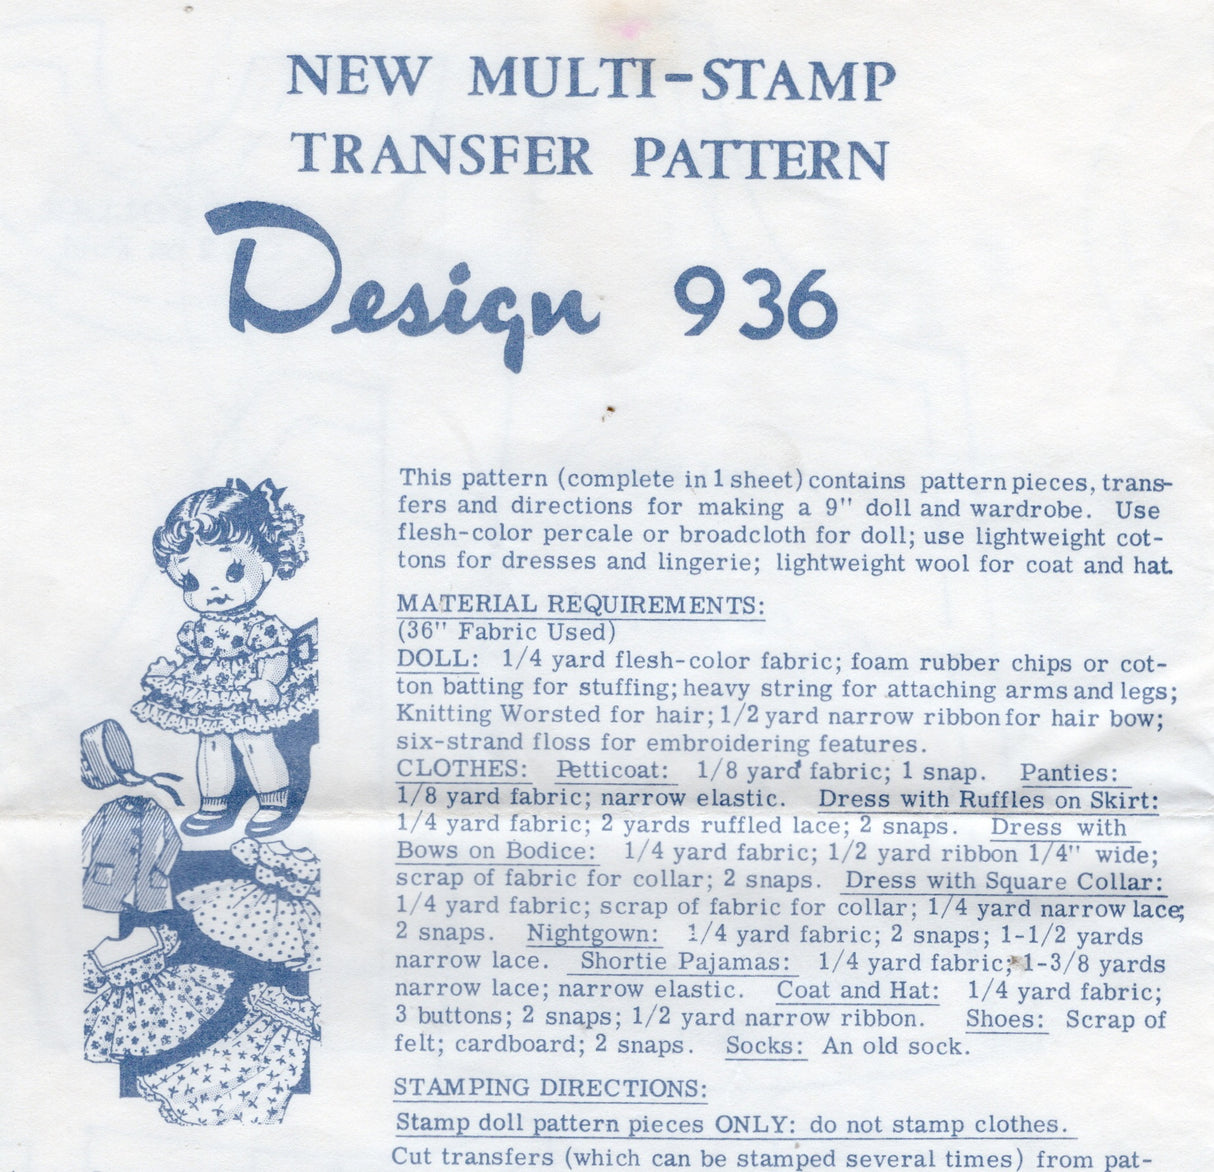 NEW MULTI-STAMP
TRANSFER PATTERN
Design 936
This pattern (complete in 1 sheet) contains pattern pieces, trans-
fers and directions for making a 9" doll and wardrobe. Use
flesh-color percale or broadcloth for doll; use lightweight cot-
tons for dresses and lingerie; lightweight wool for coat and hat.
MATERIAL REQUIREMENTS:
(36" Fabric Used)
DOLL: 1/4 yard flesh-color fabric; foam rubber chips or cot-
ton batting for stuffing; heavy string for attaching arms and legs;
Knitting Worsted for hair; 1/2 yard narrow ribbon for hair bow;
six-strand floss for embroidering features.
CLOTHES: Petticoat: 1/8 yard fabric; 1 snap. Panties:
1/8 yard fabric; narrow elastic. Dress with Ruffles on Skirt:
1/4 yard fabric; 2 yards ruffled lace; 2 snaps. Dress with
Bows on Bodice: 1/4 yard fabric; 1/2 yard ribbon 1/4" wide;
scrap of fabric for collar; 2 snaps. Dress with Square Collar:
1/4 yard fabric; scrap of fabric for collar; 1/4 yard narrow lace;
2 snaps. Nightgown: 1/4 yard fabric; 2 snaps; 1-1/2 yards
narrow lace. Shortie Pajamas: 1/4 yard fabric; 1-3/8 yards
narrow lace; narrow elastic. Coat and Hat: 1/4 yard fabric;
3 buttons; 2 snaps; 1/2 yard narrow ribbon. Shoes: Scrap of
felt; cardboard; 2 snaps. Socks: An old sock.
STAMPING DIRECTIONS:
Stamp doll pattern pieces ONLY: do not stamp clothes.
Cut transfers (which can be stamped several times) from pat-